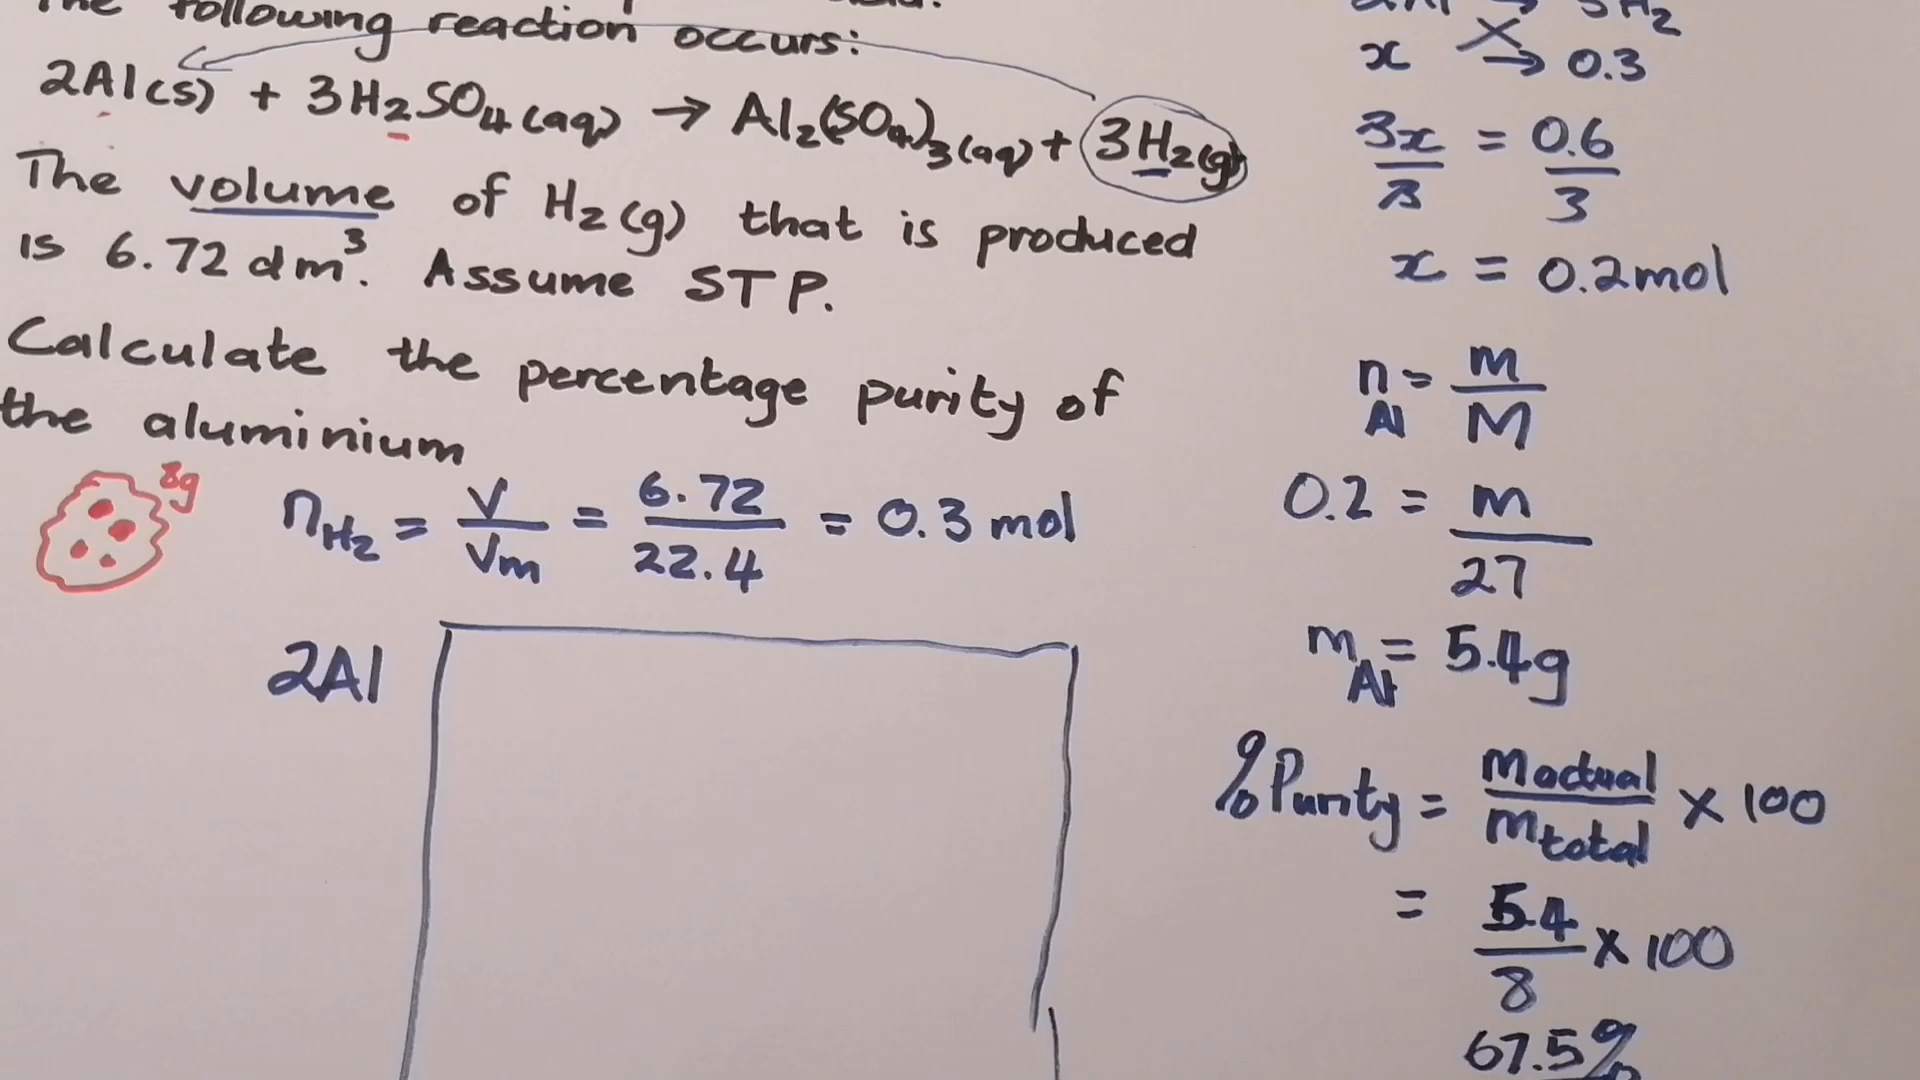 following reaction occurs:
2Al(s) + 3H₂SO₄(aq) → Al₂(SO₄)₃(aq) + 3H₂(g)
The volume of H₂(g) that is produced
is 6.72 dm³. Assume STP.
Calculate the percentage purity of
the aluminium
8g
nH₂ = V/Vm = 6.72/22.4 = 0.3 mol
2Al
x → 0.3
3x/3 = 0.6/3
x = 0.2mol
nAl = m/M
0.2 = m/27
mAl = 5.4g
%Purity = mactual/mtotal × 100
= 5.4/8 × 100
67.5%